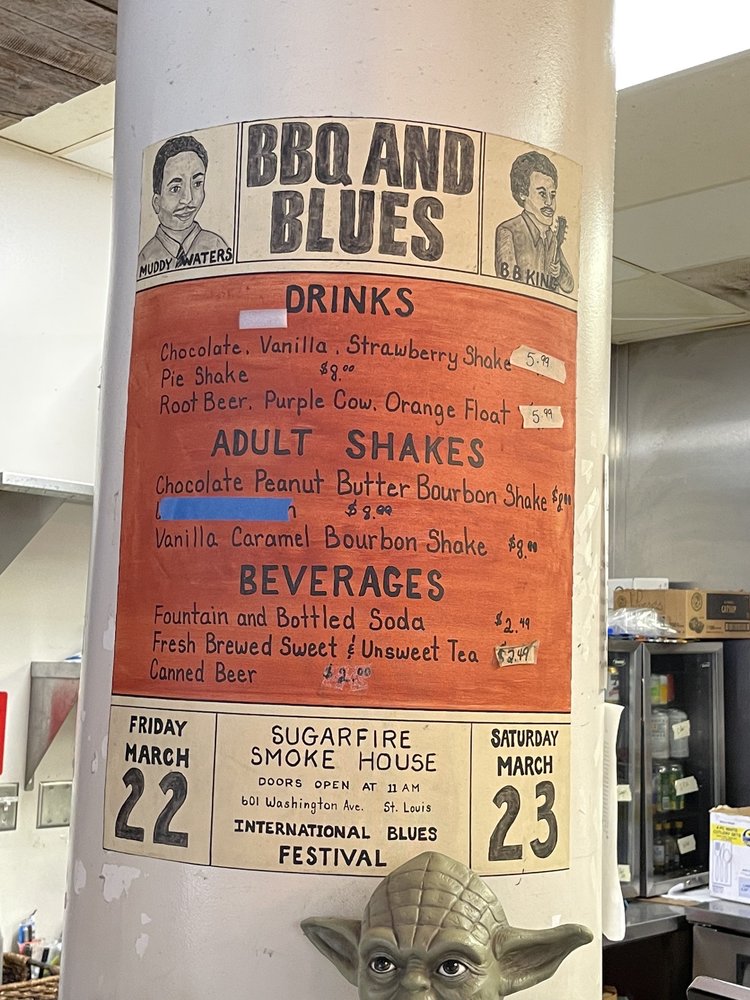 BBQ AND
BLUES
MUDDY WATERS
B B KING
DRINKS
Chocolate, Vanilla, Strawberry Shake 5.99
Pie Shake $8.00
Root Beer, Purple Cow, Orange Float 5.99
ADULT SHAKES
Chocolate Peanut Butter Bourbon Shake $8.00
$8.00
Vanilla Caramel Bourbon Shake $8.00
BEVERAGES
Fountain and Bottled Soda $2.49
Fresh Brewed Sweet & Unsweet Tea $2.49
Canned Beer $2.00
FRIDAY
MARCH
22
SUGARFIRE
SMOKE HOUSE
DOORS OPEN AT 11 AM
601 Washington Ave. St. Louis
INTERNATIONAL BLUES
FESTIVAL
SATURDAY
MARCH
23
CATSUP